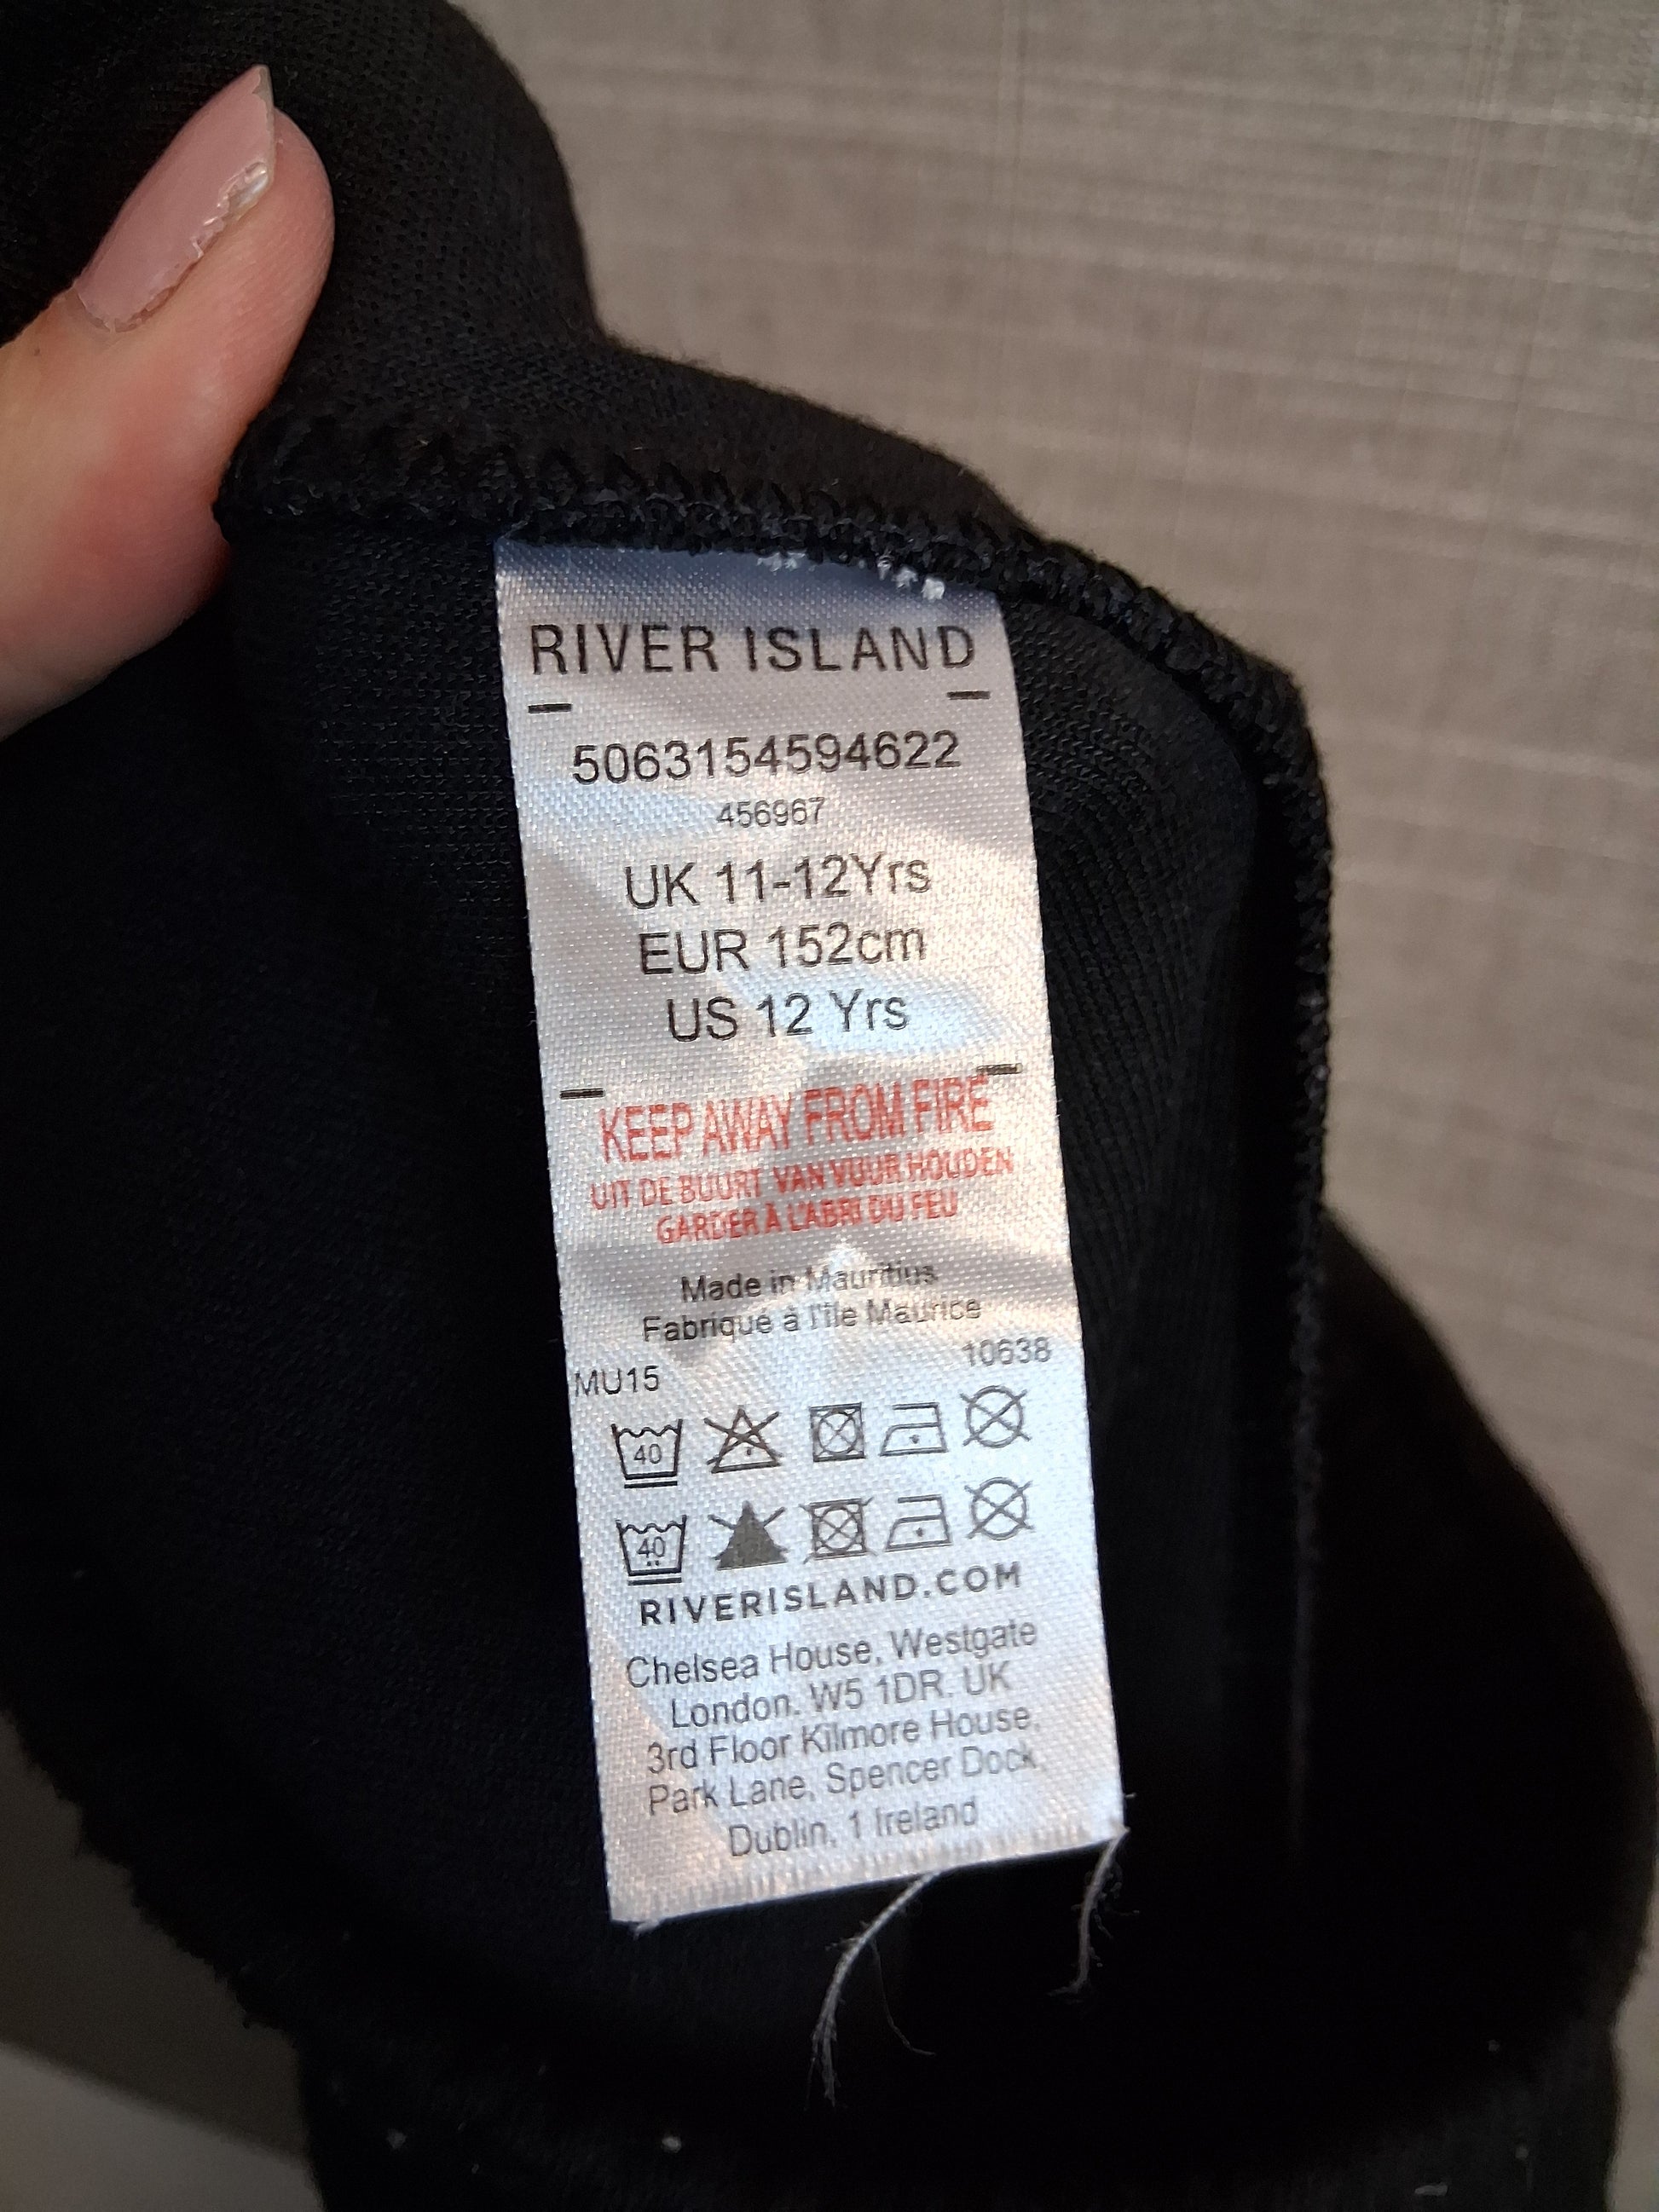 RIVER ISLAND
5063154594622
456967
UK 11-12Yrs
EUR 152cm
US 12 Yrs
KEEP AWAY FROM FIRE
UIT DE BUURT VAN VUUR HOUDEN
GARDER À L'ABRI DU FEU
Made in Mauritius
Fabriqué à l'île Maurice
10638
MU15
40
40
RIVERISLAND.COM
Chelsea House, Westgate
London. W5 1DR. UK
3rd Floor Kilmore House,
Park Lane, Spencer Dock
Dublin, 1 Ireland